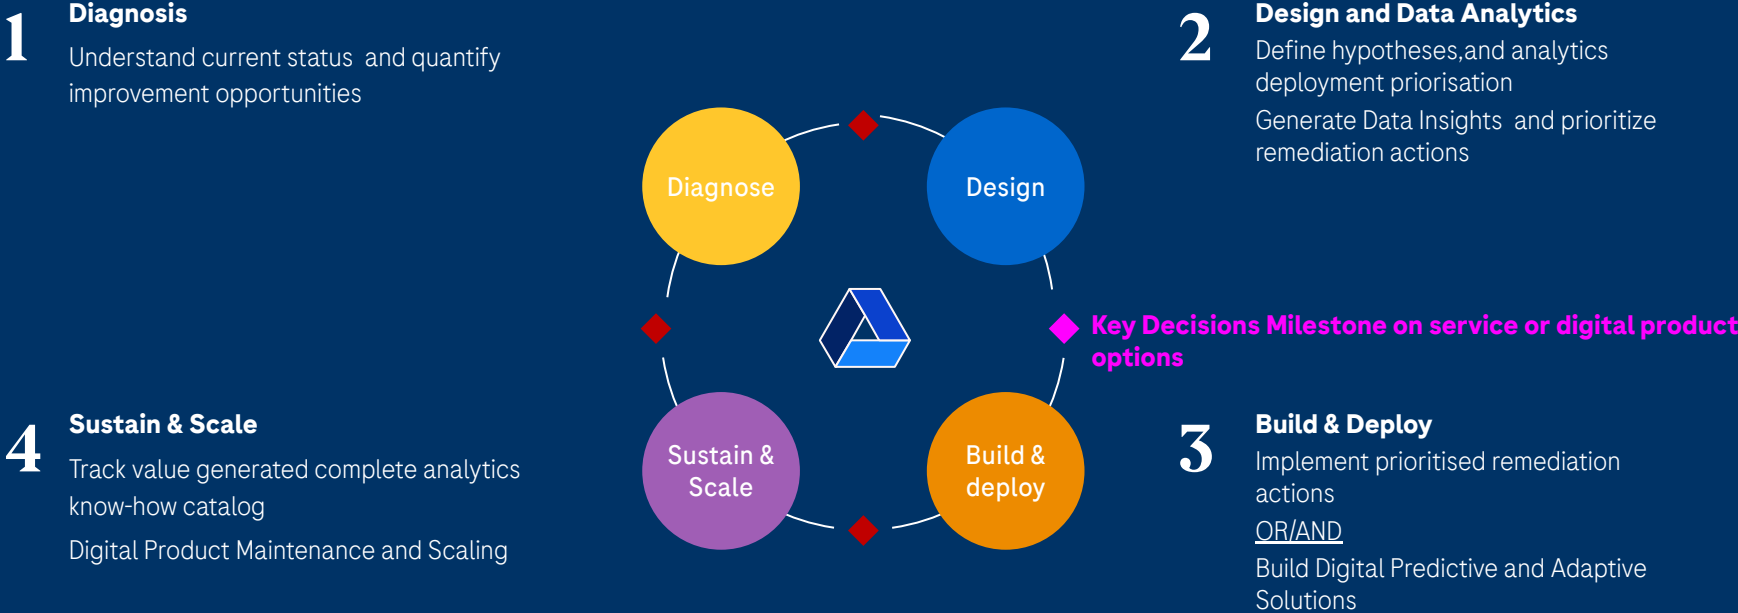 1
Diagnosis
Understand current status  and quantify
improvement opportunities
2
Design and Data Analytics
Define hypotheses,and analytics
deployment priorisation
Generate Data Insights  and prioritize
remediation actions
Diagnose
Design
Key Decisions Milestone on service or digital product
options
4
Sustain & Scale
Track value generated complete analytics
know-how catalog
Digital Product Maintenance and Scaling
Sustain &
Scale
Build &
deploy
3
Build & Deploy
Implement prioritised remediation
actions
OR/AND
Build Digital Predictive and Adaptive
Solutions